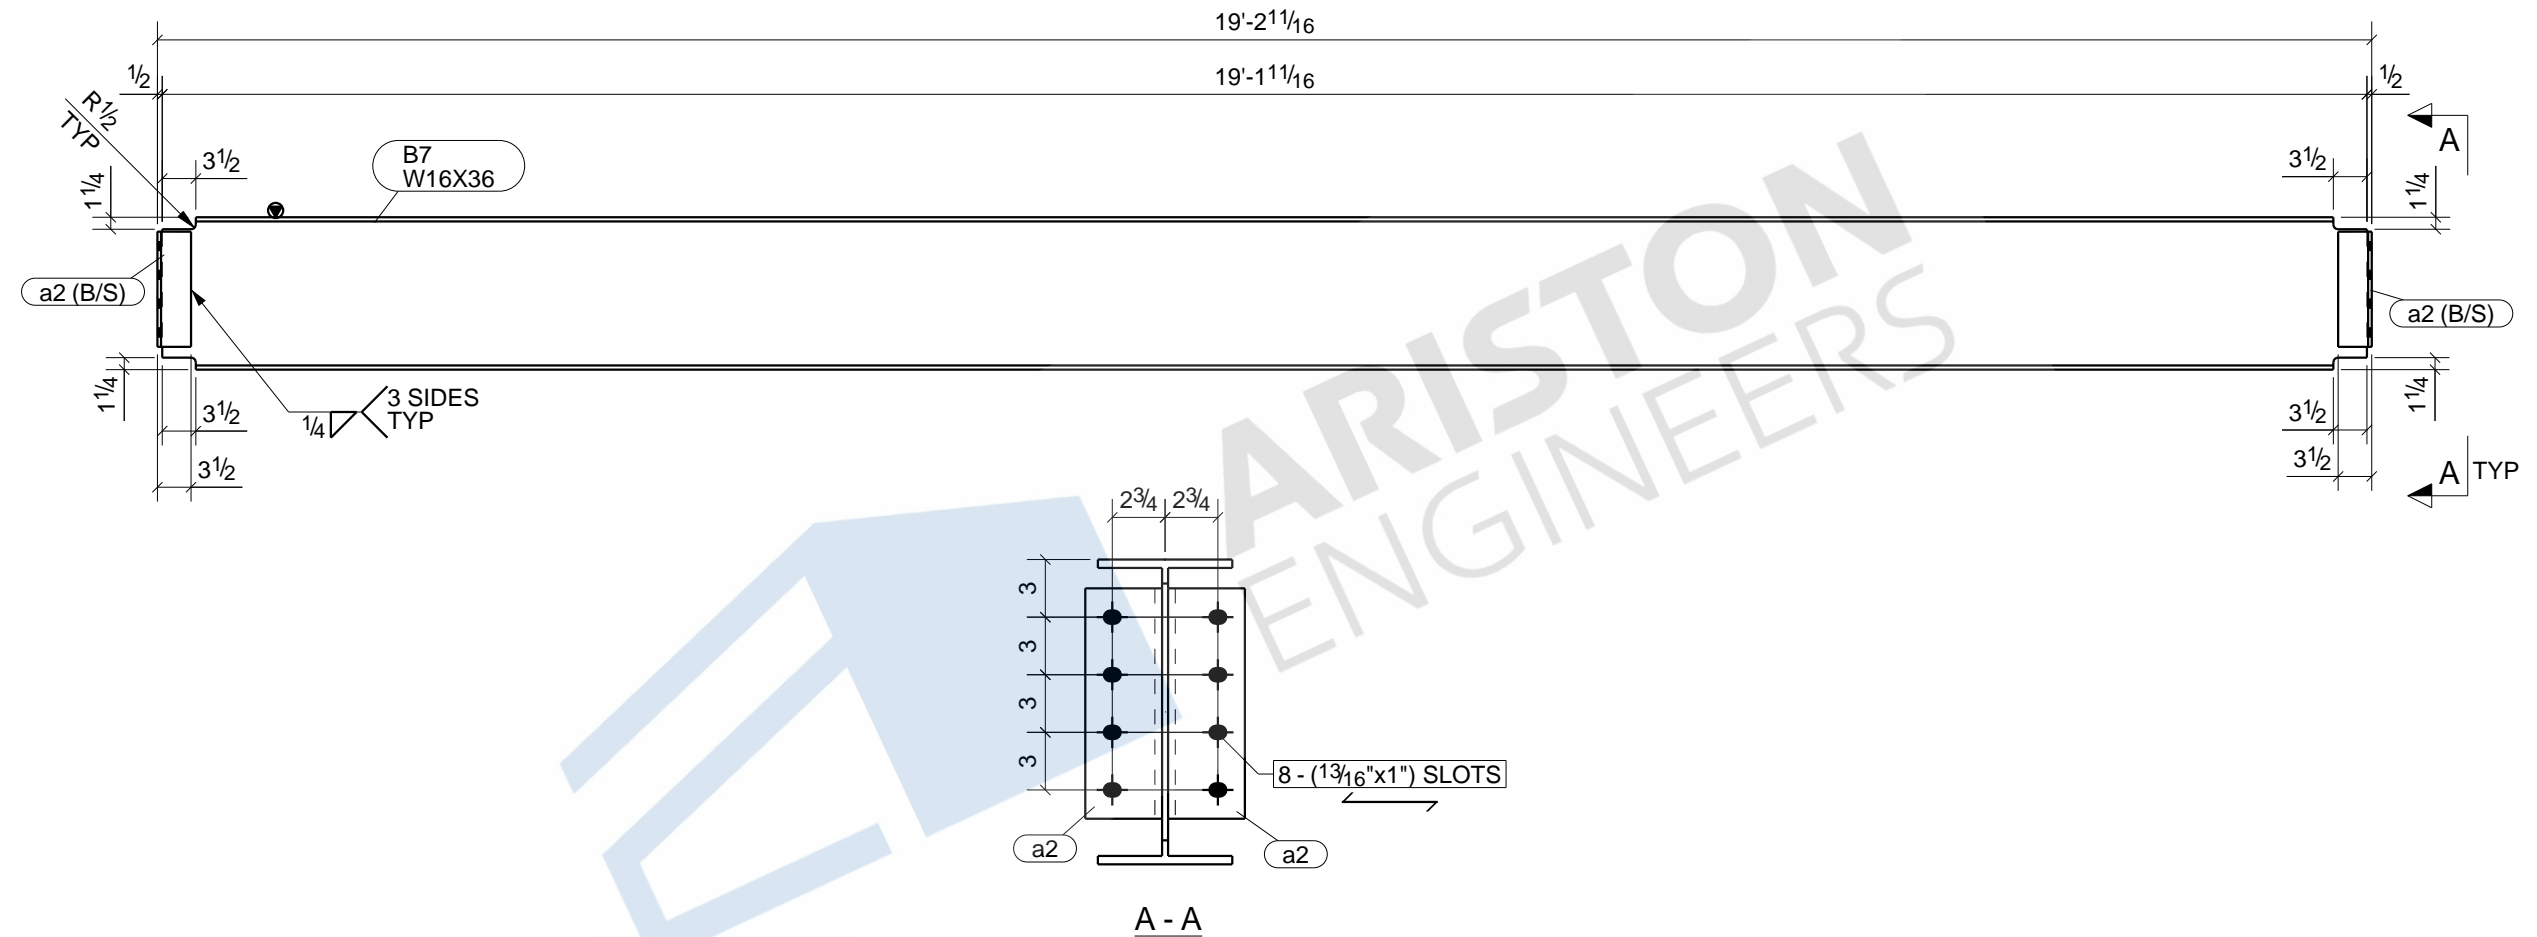 19'-2 11/16
1/2
19'-1 11/16
1/2
R1/2
TYP
3 1/2
B7
W16X36
3 1/2
A
1 1/4
1 1/4
a2 (B/S)
a2 (B/S)
1 1/4
3 1/2
1/4
3 SIDES
TYP
3 1/2
1 1/4
3 1/2
3 1/2
A
TYP
ARISTON
ENGINEERS
2 3/4
2 3/4
3
3
3
3
8 - (13/16"x1") SLOTS
a2
a2
A - A